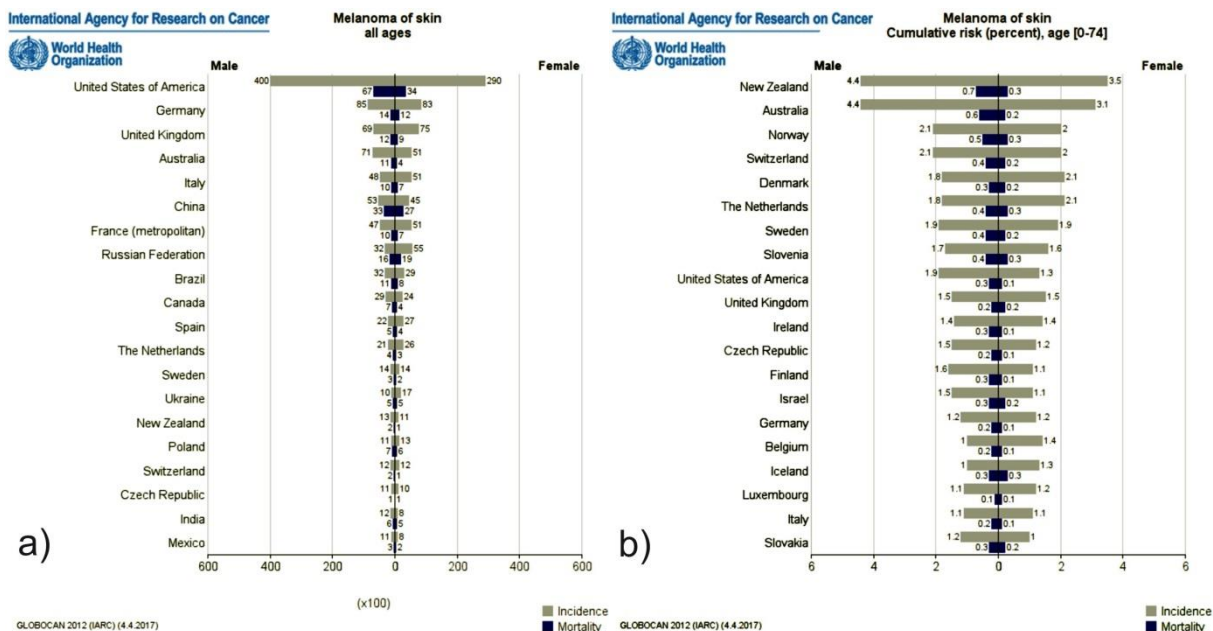 International Agency for Research on Cancer
World Health
Organization
Melanoma of skin
all ages
Male Female
United States of America 400 290
67 34
Germany 85 83
14 12
United Kingdom 69 75
12 9
Australia 71 51
11 4
Italy 48 51
10 7
China 53 45
33 27
France (metropolitan) 47 51
10 7
Russian Federation 32 55
16 19
Brazil 32 29
11 8
Canada 29 24
7 4
Spain 22 27
5 4
The Netherlands 21 26
4 3
Sweden 14 14
3 2
Ukraine 10 17
5 5
New Zealand 13 11
2 1
Poland 11 13
7 6
Switzerland 12 12
2 1
Czech Republic 11 10
1 1
India 12 8
6 5
Mexico 11 8
3 2
a)
600 400 200 0 200 400 600
(x100)
Incidence
Mortality
GLOBOCAN 2012 (IARC) (4.4.2017)
International Agency for Research on Cancer
World Health
Organization
Melanoma of skin
Cumulative risk (percent), age [0-74]
Male Female
New Zealand 4.4 3.5
0.7 0.3
Australia 4.4 3.1
0.6 0.2
Norway 2.1 2
0.5 0.3
Switzerland 2.1 2
0.4 0.2
Denmark 1.8 2.1
0.3 0.2
The Netherlands 1.8 2.1
0.4 0.3
Sweden 1.9 1.9
0.4 0.2
Slovenia 1.7 1.6
0.4 0.3
United States of America 1.9 1.3
0.3 0.1
United Kingdom 1.5 1.5
0.2 0.2
Ireland 1.4 1.4
0.3 0.1
Czech Republic 1.5 1.2
0.2 0.1
Finland 1.6 1.1
0.3 0.1
Israel 1.5 1.1
0.3 0.2
Germany 1.2 1.2
0.2 0.1
Belgium 1 1.4
0.2 0.1
Iceland 1 1.3
0.3 0.3
Luxembourg 1.1 1.2
0.1 0.1
Italy 1.1 1.1
0.2 0.1
Slovakia 1.2 1
0.3 0.2
b)
6 4 2 0 2 4 6
Incidence
Mortality
GLOBOCAN 2012 (IARC) (4.4.2017)